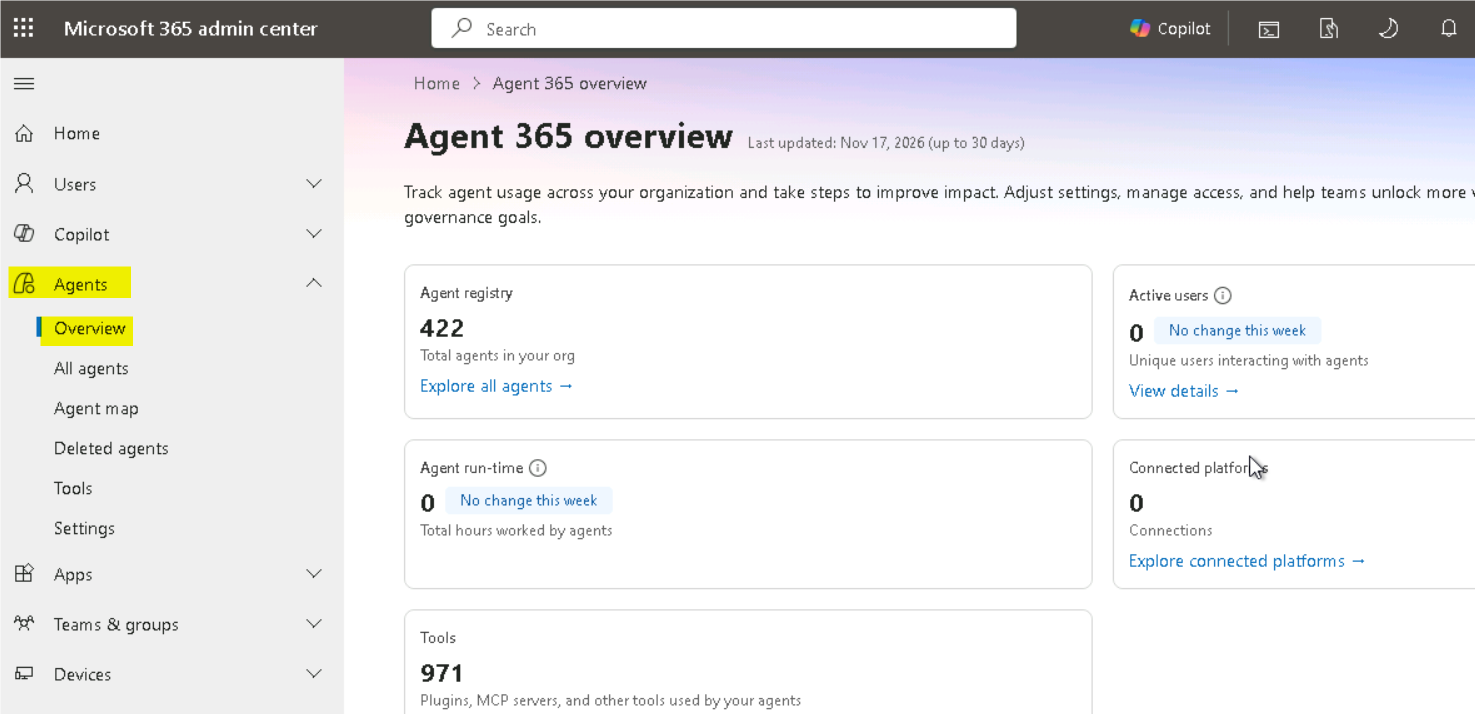 Microsoft 365 admin center
Search
Copilot
Home
Users
Copilot
Agents
Overview
All agents
Agent map
Deleted agents
Tools
Settings
Apps
Teams & groups
Devices
Home > Agent 365 overview
Agent 365 overview Last updated: Nov 17, 2026 (up to 30 days)
Track agent usage across your organization and take steps to improve impact. Adjust settings, manage access, and help teams unlock more
governance goals.
Agent registry
422
Total agents in your org
Explore all agents →
Active users
0 No change this week
Unique users interacting with agents
View details →
Agent run-time
0 No change this week
Total hours worked by agents
Connected platforms
0
Connections
Explore connected platforms →
Tools
971
Plugins, MCP servers, and other tools used by your agents